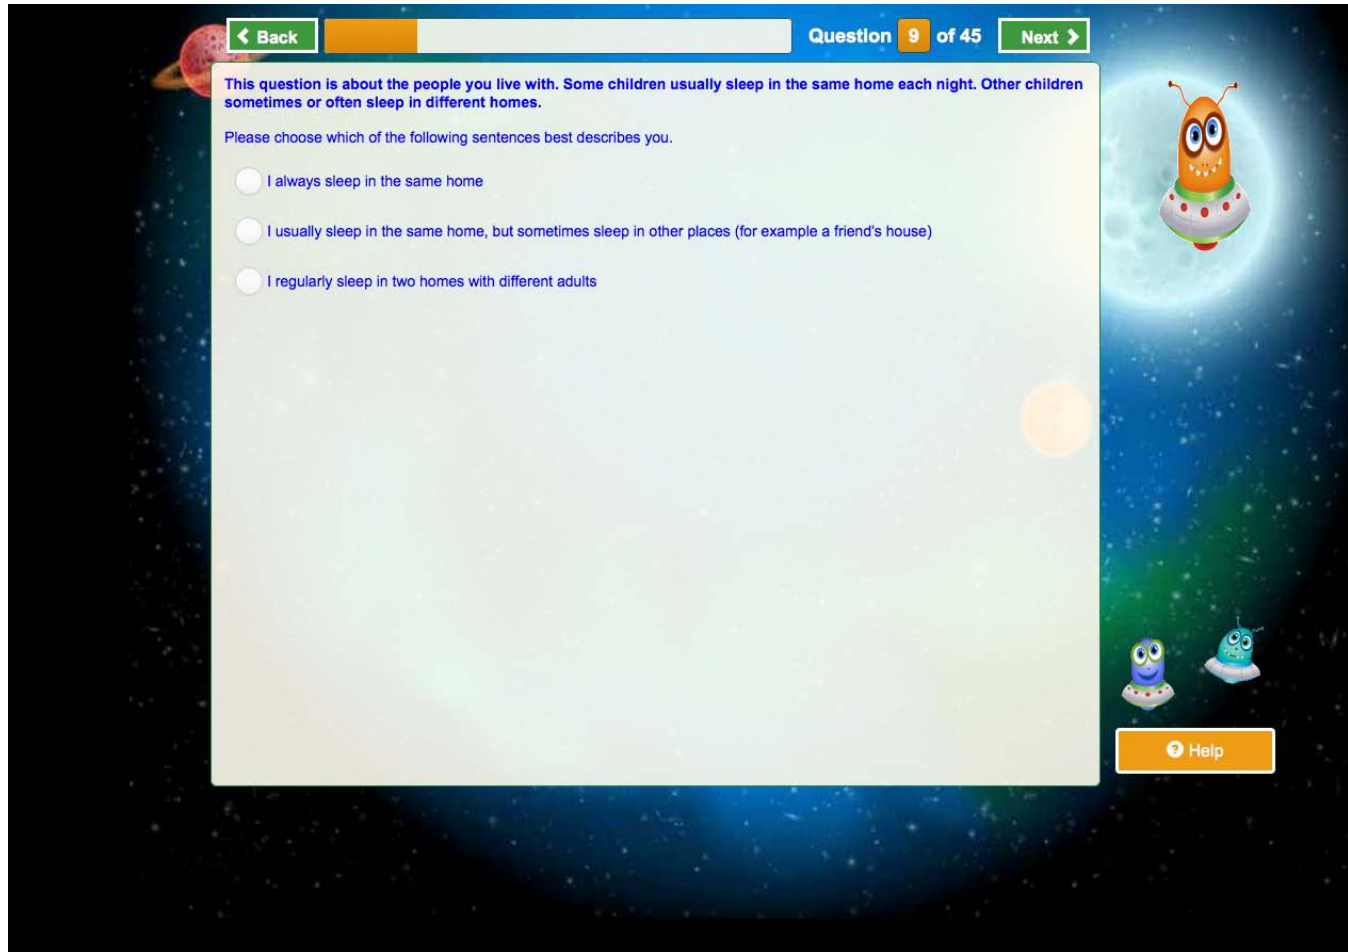 Back
Question 9 of 45
Next
This question is about the people you live with. Some children usually sleep in the same home each night. Other children
sometimes or often sleep in different homes.
Please choose which of the following sentences best describes you.
I always sleep in the same home
I usually sleep in the same home, but sometimes sleep in other places (for example a friend's house)
I regularly sleep in two homes with different adults
? Help